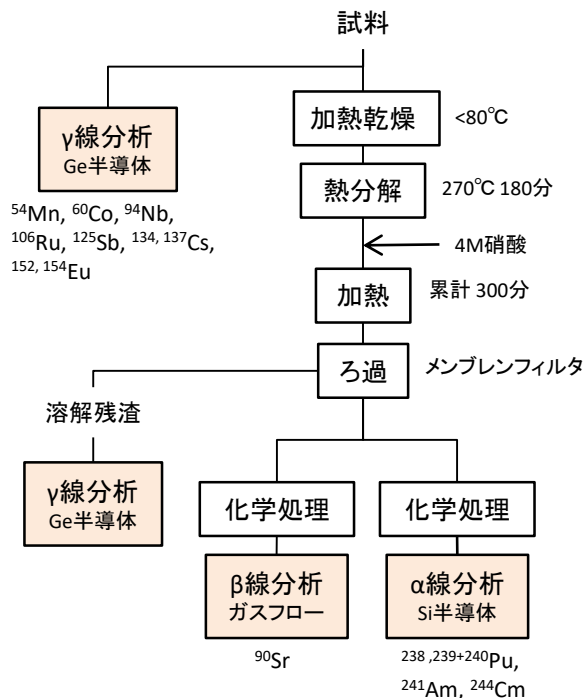 試料
γ線分析
Ge半導体
⁵⁴Mn, ⁶⁰Co, ⁹⁴Nb,
¹⁰⁶Ru, ¹²⁵Sb, ¹³⁴, ¹³⁷Cs,
¹⁵², ¹⁵⁴Eu
加熱乾燥
<80℃
熱分解
270℃ 180分
4M硝酸
加熱
累計 300分
ろ過
メンブレンフィルタ
溶解残渣
γ線分析
Ge半導体
化学処理
化学処理
β線分析
ガスフロー
α線分析
Si半導体
⁹⁰Sr
²³⁸ ,²³⁹⁺²⁴⁰Pu,
²⁴¹Am, ²⁴⁴Cm